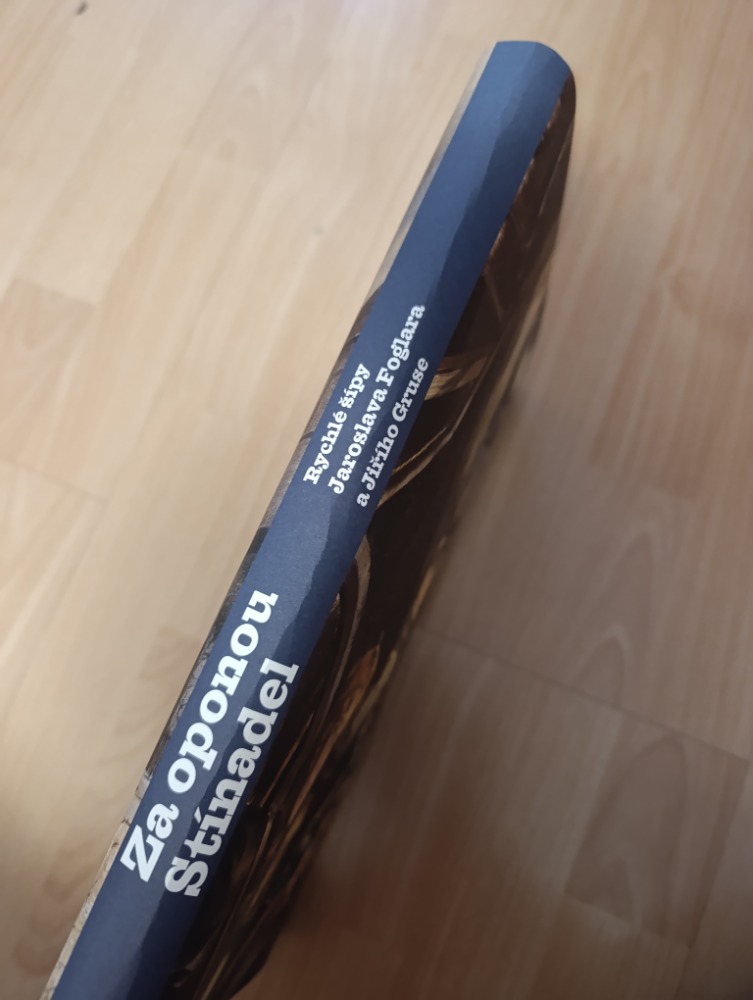 Za oponou
Stínadel
Rychlé šípy
Jaroslava Foglara
a Jiřího Gruse